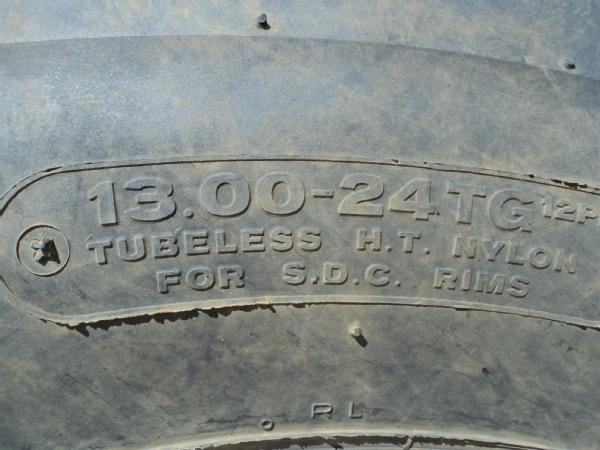 13.00-24TG 12P
TUBELESS H.T. NYLON
FOR S.D.C. RIMS
RL